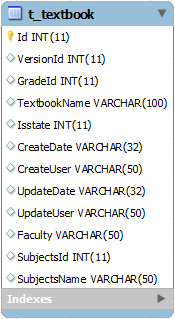 t_textbook
Id INT(11)
VersionId INT(11)
GradeId INT(11)
TextbookName VARCHAR(100)
Isstate INT(11)
CreateDate VARCHAR(32)
CreateUser VARCHAR(50)
UpdateDate VARCHAR(32)
UpdateUser VARCHAR(50)
Faculty VARCHAR(50)
SubjectsId INT(11)
SubjectsName VARCHAR(50)
Indexes